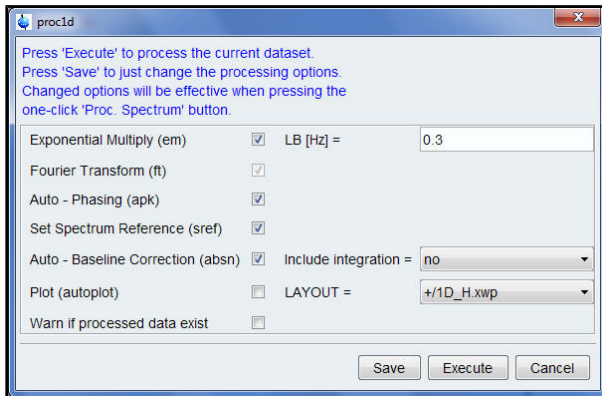 proc1d
Press 'Execute' to process the current dataset.
Press 'Save' to just change the processing options.
Changed options will be effective when pressing the
one-click 'Proc. Spectrum' button.
Exponential Multiply (em) LB [Hz] = 0.3
Fourier Transform (ft)
Auto - Phasing (apk)
Set Spectrum Reference (sref)
Auto - Baseline Correction (absn) Include integration = no
Plot (autoplot) LAYOUT = +/1D_H.xwp
Warn if processed data exist
Save Execute Cancel